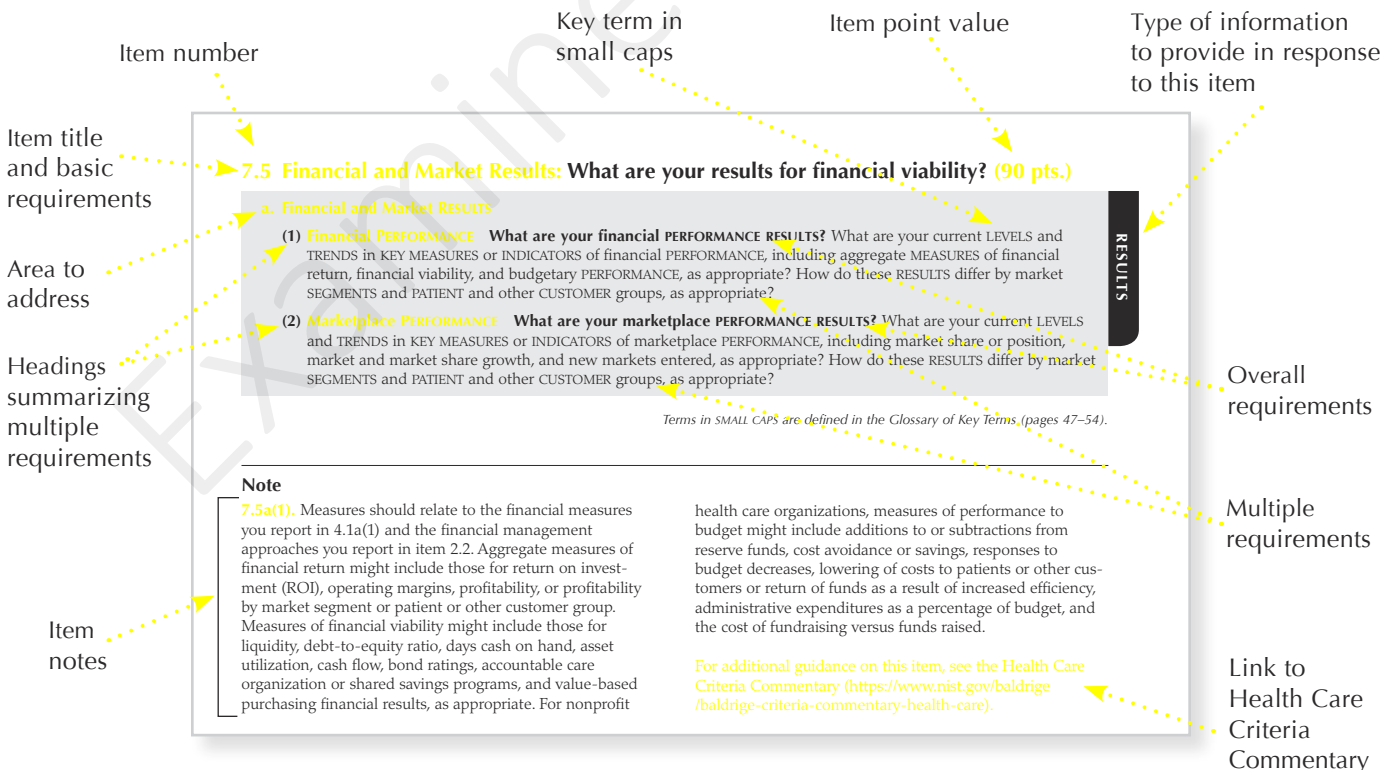 Key term in
small caps
Item point value
Type of information
to provide in response
to this item
Item number
Item title
and basic
requirements
Area to
address
Headings
summarizing
multiple
requirements
Item
notes
7.5 Financial and Market Results: What are your results for financial viability? (90 pts.)
a. Financial and Market RESULTS
(1) Financial PERFORMANCE What are your financial PERFORMANCE RESULTS? What are your current LEVELS and
TRENDS in KEY MEASURES or INDICATORS of financial PERFORMANCE, including aggregate MEASURES of financial
return, financial viability, and budgetary PERFORMANCE, as appropriate? How do these RESULTS differ by market
SEGMENTS and PATIENT and other CUSTOMER groups, as appropriate?
(2) Marketplace PERFORMANCE What are your marketplace PERFORMANCE RESULTS? What are your current LEVELS
and TRENDS in KEY MEASURES or INDICATORS of marketplace PERFORMANCE, including market share or position,
market and market share growth, and new markets entered, as appropriate? How do these RESULTS differ by market
SEGMENTS and PATIENT and other CUSTOMER groups, as appropriate?
RESULTS
Terms in SMALL CAPS are defined in the Glossary of Key Terms (pages 47–54).
Note
7.5a(1). Measures should relate to the financial measures
you report in 4.1a(1) and the financial management
approaches you report in item 2.2. Aggregate measures of
financial return might include those for return on invest-
ment (ROI), operating margins, profitability, or profitability
by market segment or patient or other customer group.
Measures of financial viability might include those for
liquidity, debt-to-equity ratio, days cash on hand, asset
utilization, cash flow, bond ratings, accountable care
organization or shared savings programs, and value-based
purchasing financial results, as appropriate. For nonprofit
health care organizations, measures of performance to
budget might include additions to or subtractions from
reserve funds, cost avoidance or savings, responses to
budget decreases, lowering of costs to patients or other cus-
tomers or return of funds as a result of increased efficiency,
administrative expenditures as a percentage of budget, and
the cost of fundraising versus funds raised.
For additional guidance on this item, see the Health Care
Criteria Commentary (https://www.nist.gov/baldrige
/baldrige-criteria-commentary-health-care).
Overall
requirements
Multiple
requirements
Link to
Health Care
Criteria
Commentary
Examine